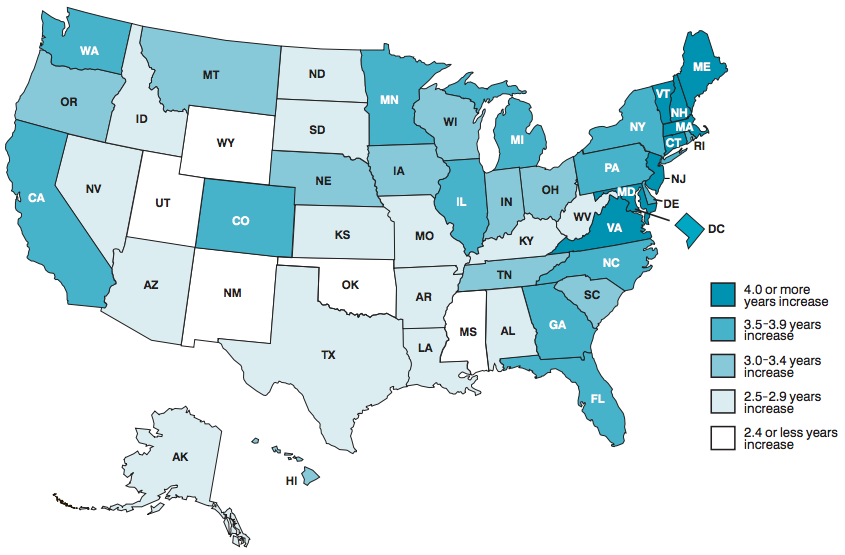 WA
MT
ND
MN
ME
OR
ID
SD
WI
MI
NY
VT
NH
MA
CT
RI
WY
NE
IA
PA
NJ
CA
NV
UT
CO
IL
IN
OH
MD
DE
DC
KS
MO
KY
WV
VA
AZ
NM
OK
AR
TN
NC
SC
TX
LA
MS
AL
GA
FL
AK
HI
4.0 or more
years increase
3.5-3.9 years
increase
3.0-3.4 years
increase
2.5-2.9 years
increase
2.4 or less years
increase